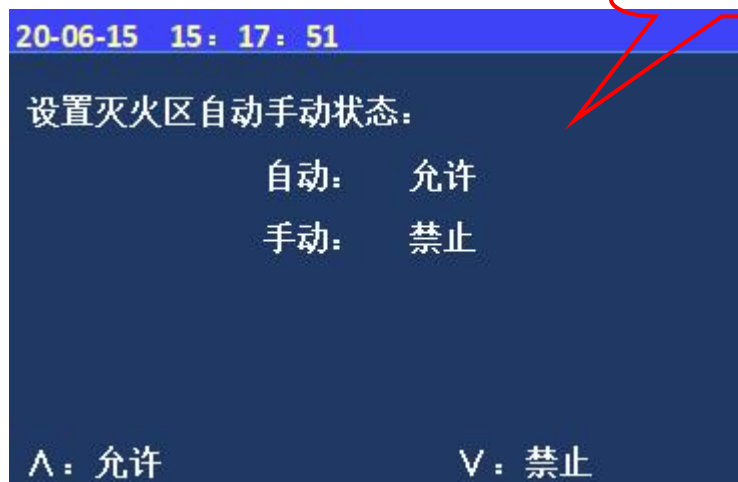 20-06-15 15：17：51
设置灭火区自动手动状态：
自动： 允许
手动： 禁止
∧：允许 ∨：禁止